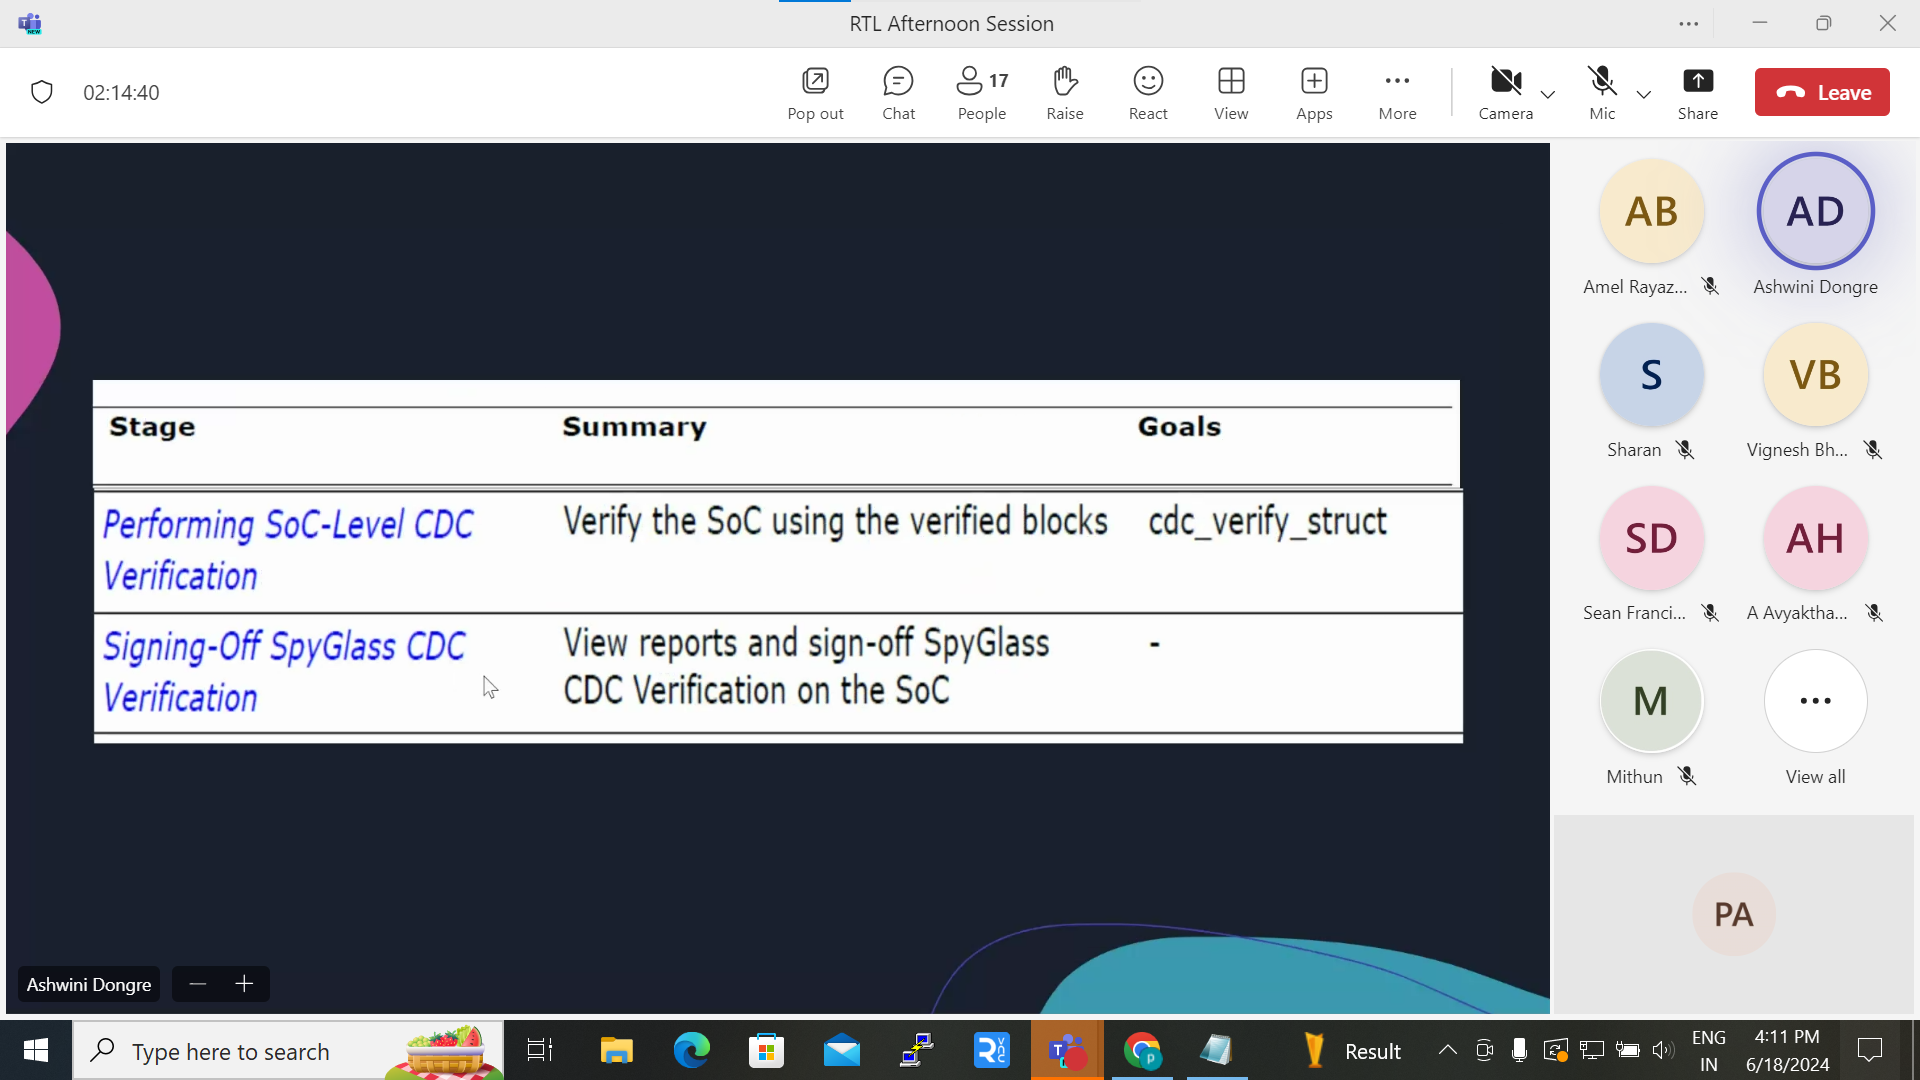 RTL Afternoon Session
02:14:40
Pop out
Chat
17
People
Raise
React
View
Apps
More
Camera
Mic
Share
Leave
Stage Summary Goals
Performing SoC-Level CDC
Verification
Verify the SoC using the verified blocks
cdc_verify_struct
Signing-Off SpyGlass CDC
Verification
View reports and sign-off SpyGlass
CDC Verification on the SoC
-
Ashwini Dongre
AB
Amel Rayaz...
AD
Ashwini Dongre
S
Sharan
VB
Vignesh Bh...
SD
Sean Franci...
AH
A Avyaktha...
M
Mithun
View all
PA
Type here to search
Result
ENG
IN
4:11 PM
6/18/2024